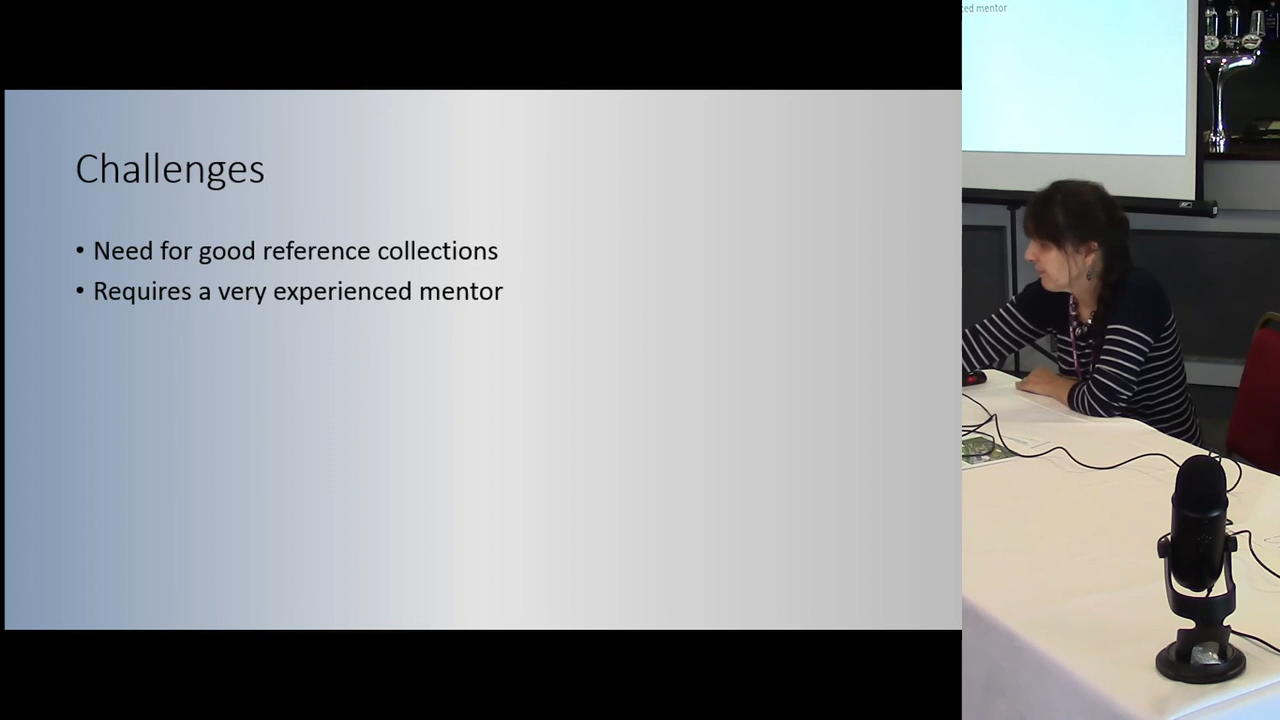 Challenges
• Need for good reference collections
• Requires a very experienced mentor
ced mentor